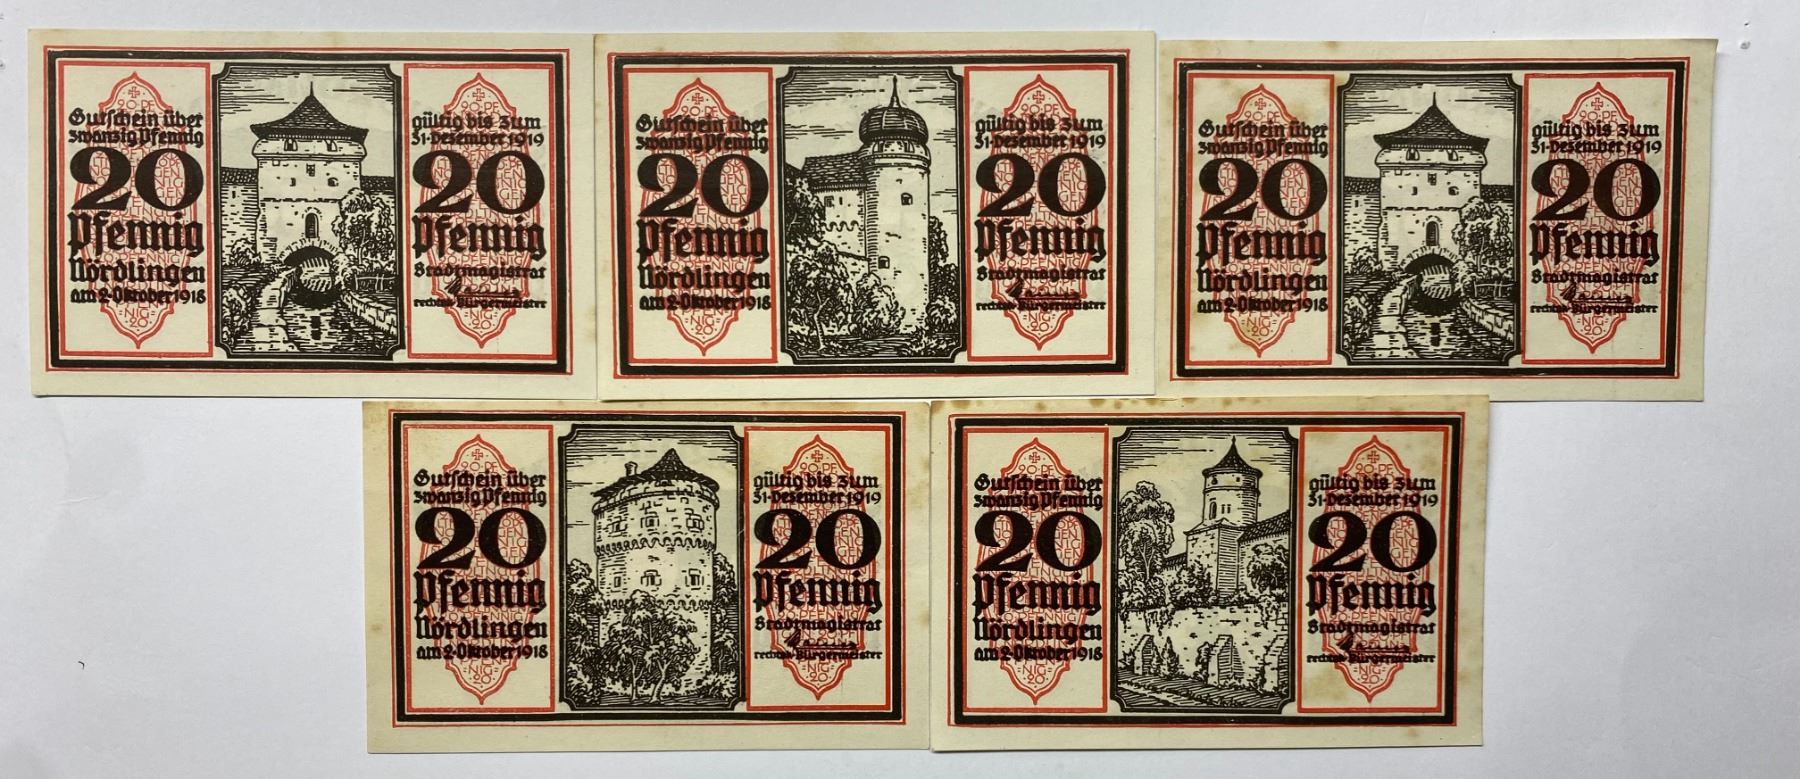 Gutschein über
zwanzig Pfennig
20
Pfennig
Nördlingen
am 2. Oktober 1918
gültig bis zum
31. Dezember 1919
20
Pfennig
Stadtmagistrat
rechtsk. Bürgermeister
Gutschein über
zwanzig Pfennig
20
Pfennig
Nördlingen
am 2. Oktober 1918
gültig bis zum
31. Dezember 1919
20
Pfennig
Stadtmagistrat
rechtsk. Bürgermeister
Gutschein über
zwanzig Pfennig
20
Pfennig
Nördlingen
am 2. Oktober 1918
gültig bis zum
31. Dezember 1919
20
Pfennig
Stadtmagistrat
rechtsk. Bürgermeister
Gutschein über
zwanzig Pfennig
20
Pfennig
Nördlingen
am 2. Oktober 1918
gültig bis zum
31. Dezember 1919
20
Pfennig
Stadtmagistrat
rechtsk. Bürgermeister
Gutschein über
zwanzig Pfennig
20
Pfennig
Nördlingen
am 2. Oktober 1918
gültig bis zum
31. Dezember 1919
20
Pfennig
Stadtmagistrat
rechtsk. Bürgermeister